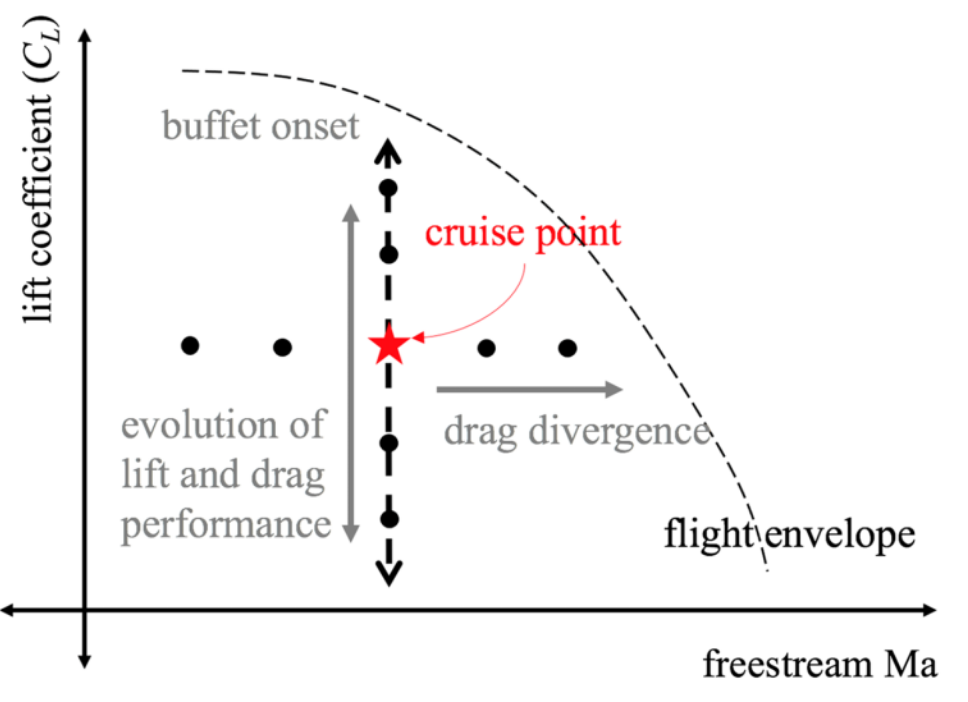 lift coefficient (C_L)
buffet onset
cruise point
evolution of
lift and drag
performance
drag divergence
flight envelope
freestream Ma